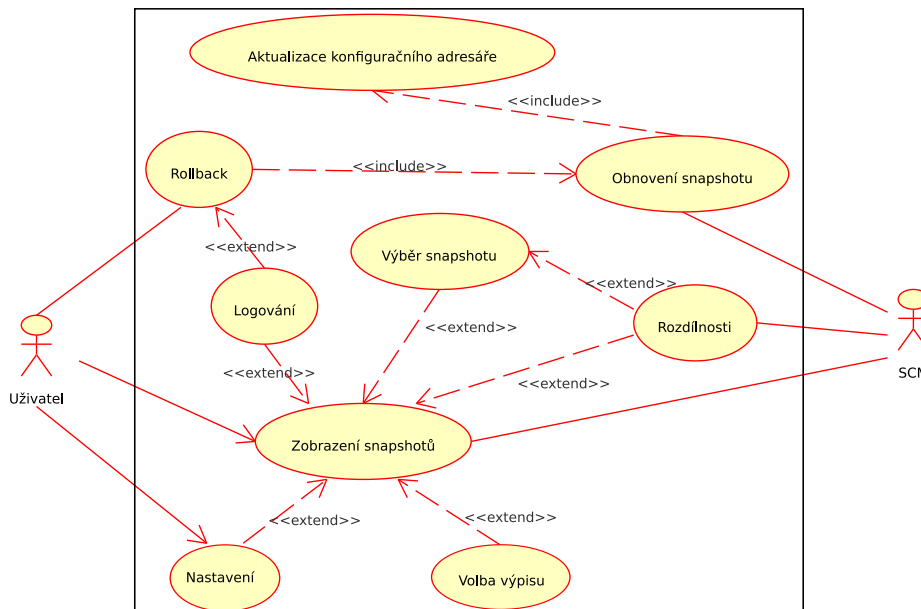 Aktualizace konfiguračního adresáře
<<include>>
Rollback
<<include>>
Obnovení snapshotu
<<extend>>
Výběr snapshotu
<<extend>>
Logování
<<extend>>
Rozdílnosti
<<extend>>
<<extend>>
Uživatel
SCM
Zobrazení snapshotů
<<extend>>
<<extend>>
Nastavení
Volba výpisu